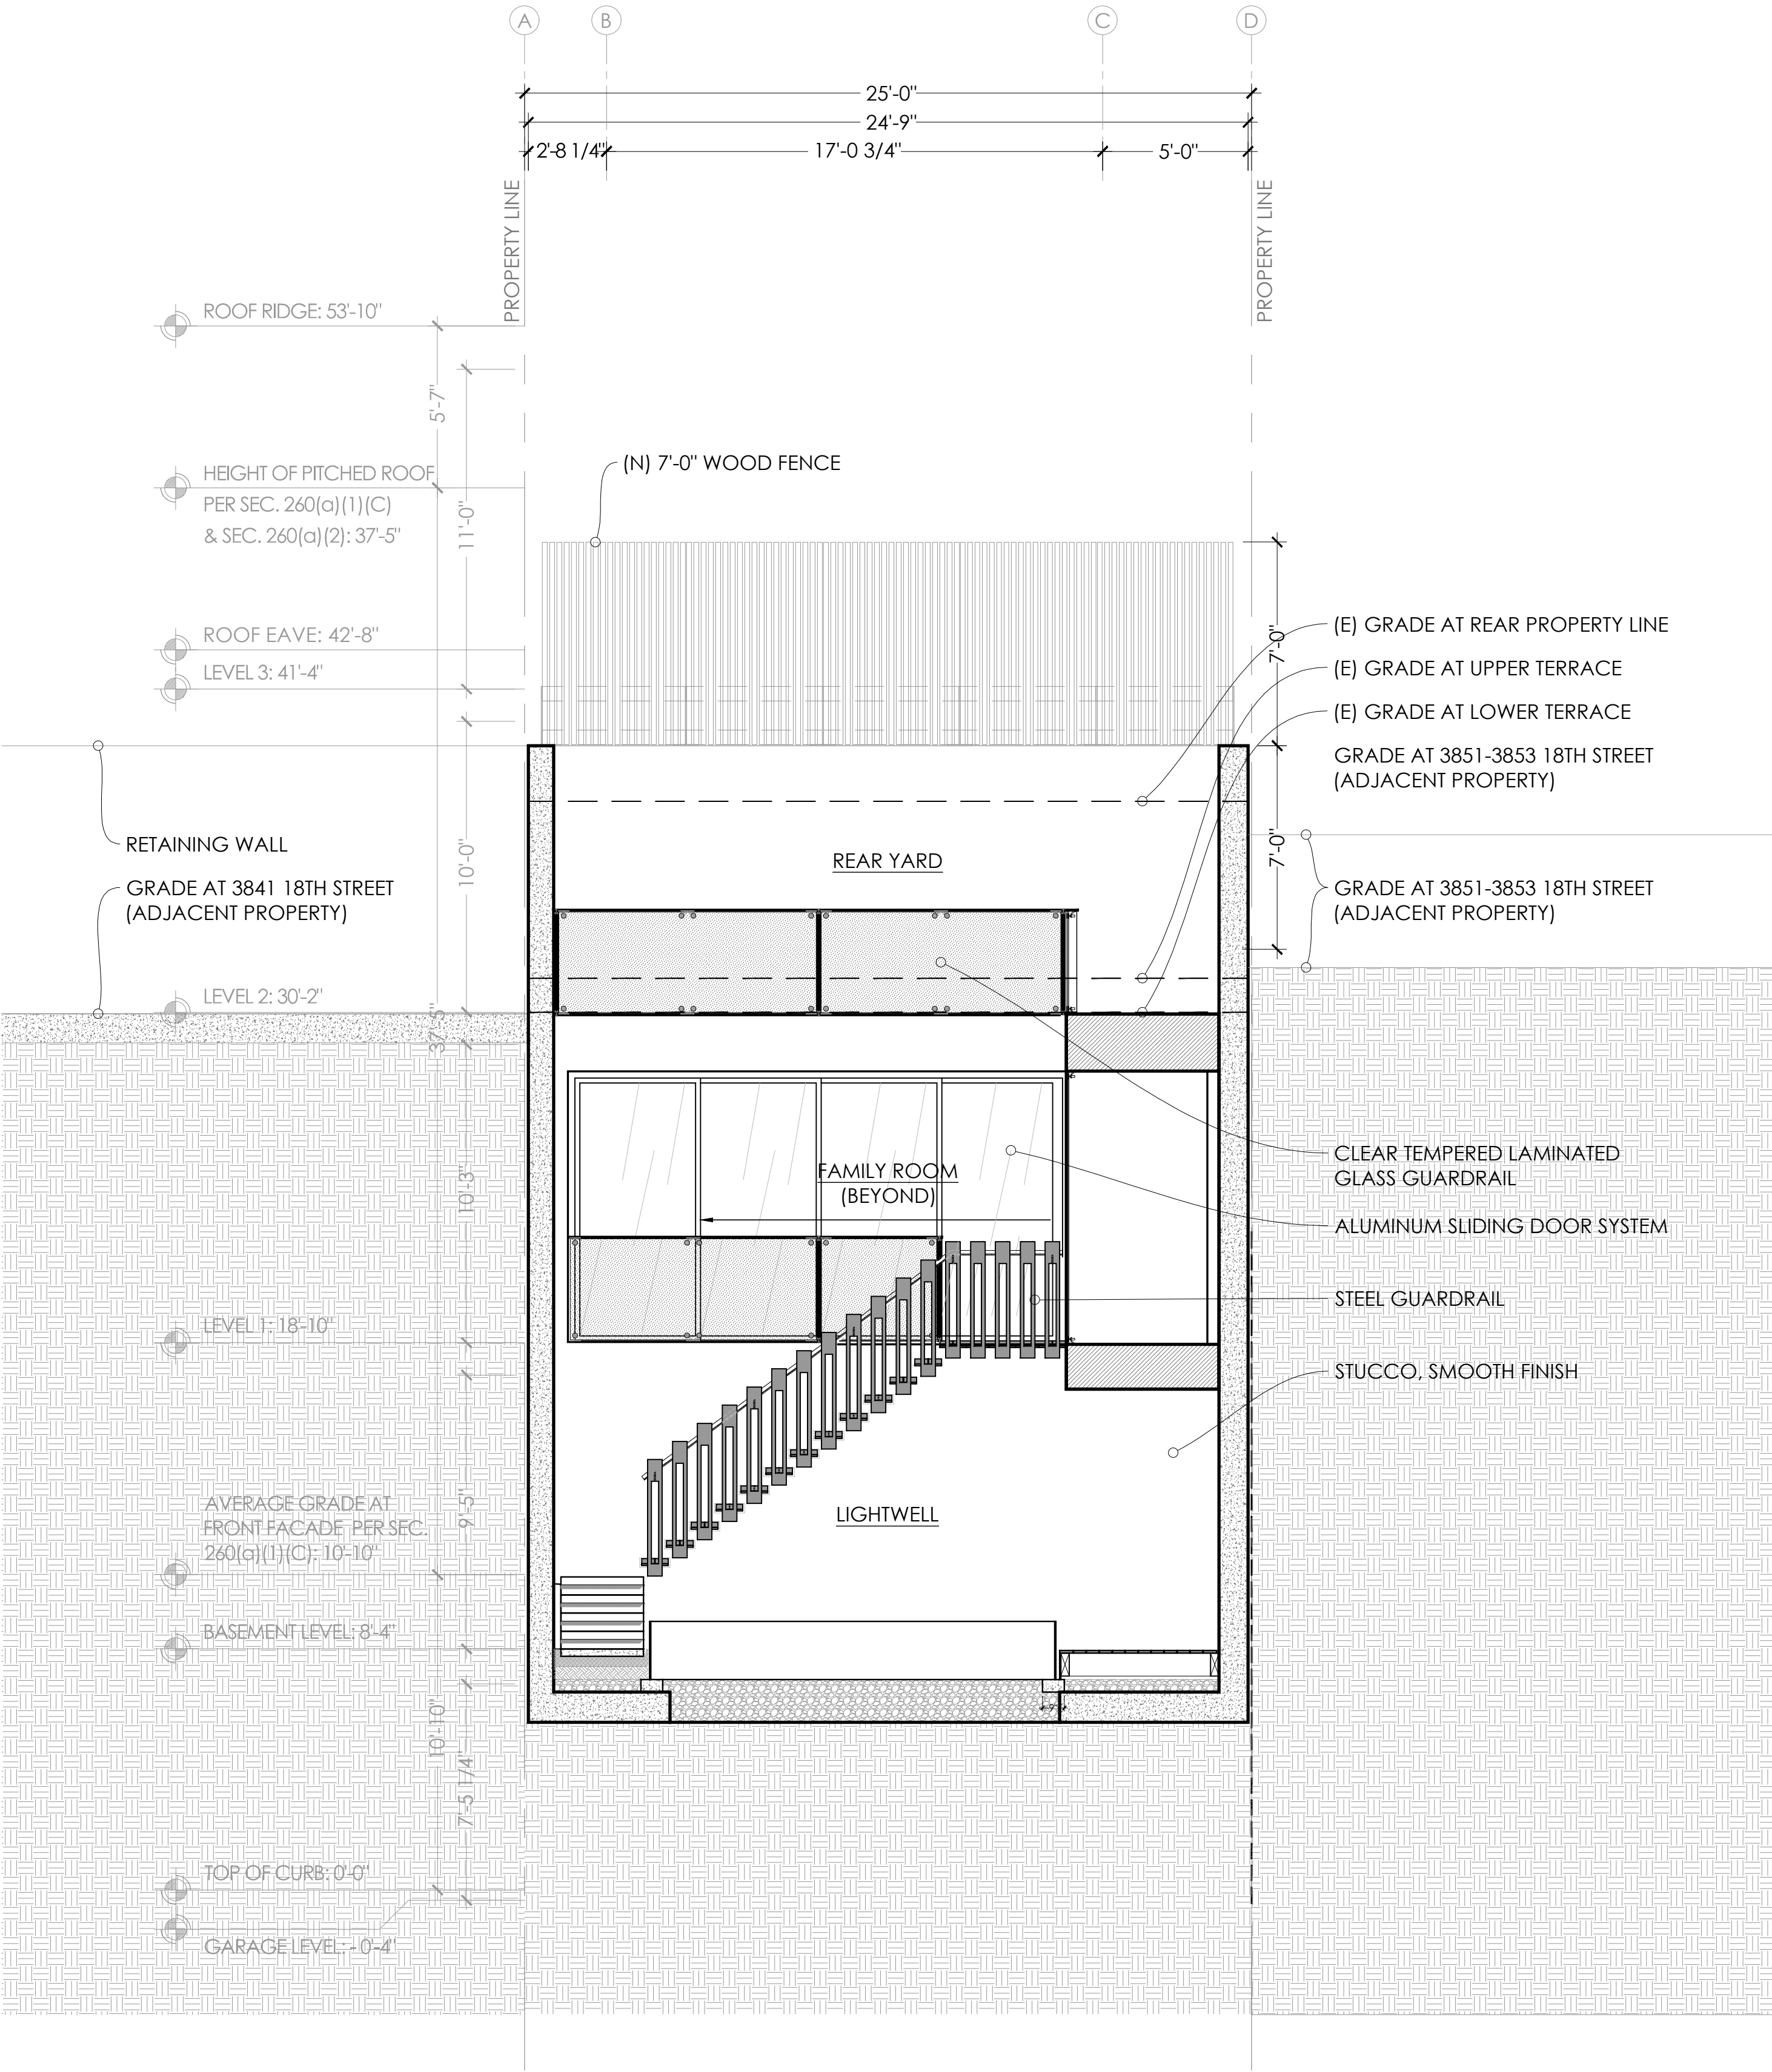 A
B
C
D
25'-0"
24'-9"
2'-8 1/4"
17'-0 3/4"
5'-0"
PROPERTY LINE
PROPERTY LINE
ROOF RIDGE: 53'-10"
5'-7"
(N) 7'-0" WOOD FENCE
HEIGHT OF PITCHED ROOF
PER SEC. 260(a)(1)(C)
& SEC. 260(a)(2): 37'-5"
11'-0"
ROOF EAVE: 42'-8"
LEVEL 3: 41'-4"
7'-0"
(E) GRADE AT REAR PROPERTY LINE
(E) GRADE AT UPPER TERRACE
(E) GRADE AT LOWER TERRACE
GRADE AT 3851-3853 18TH STREET
(ADJACENT PROPERTY)
RETAINING WALL
10'-0"
REAR YARD
7'-0"
GRADE AT 3841 18TH STREET
(ADJACENT PROPERTY)
GRADE AT 3851-3853 18TH STREET
(ADJACENT PROPERTY)
LEVEL 2: 30'-2"
37'-5"
CLEAR TEMPERED LAMINATED
GLASS GUARDRAIL
FAMILY ROOM
(BEYOND)
10'-3"
ALUMINUM SLIDING DOOR SYSTEM
STEEL GUARDRAIL
LEVEL 1: 18'-10"
STUCCO, SMOOTH FINISH
AVERAGE GRADE AT
FRONT FACADE PER SEC.
260(a)(1)(C): 10'-10"
9'-5"
LIGHTWELL
BASEMENT LEVEL: 8'-4"
10'-10"
7'-5 1/4"
TOP OF CURB: 0'-0"
GARAGE LEVEL: - 0'-4"